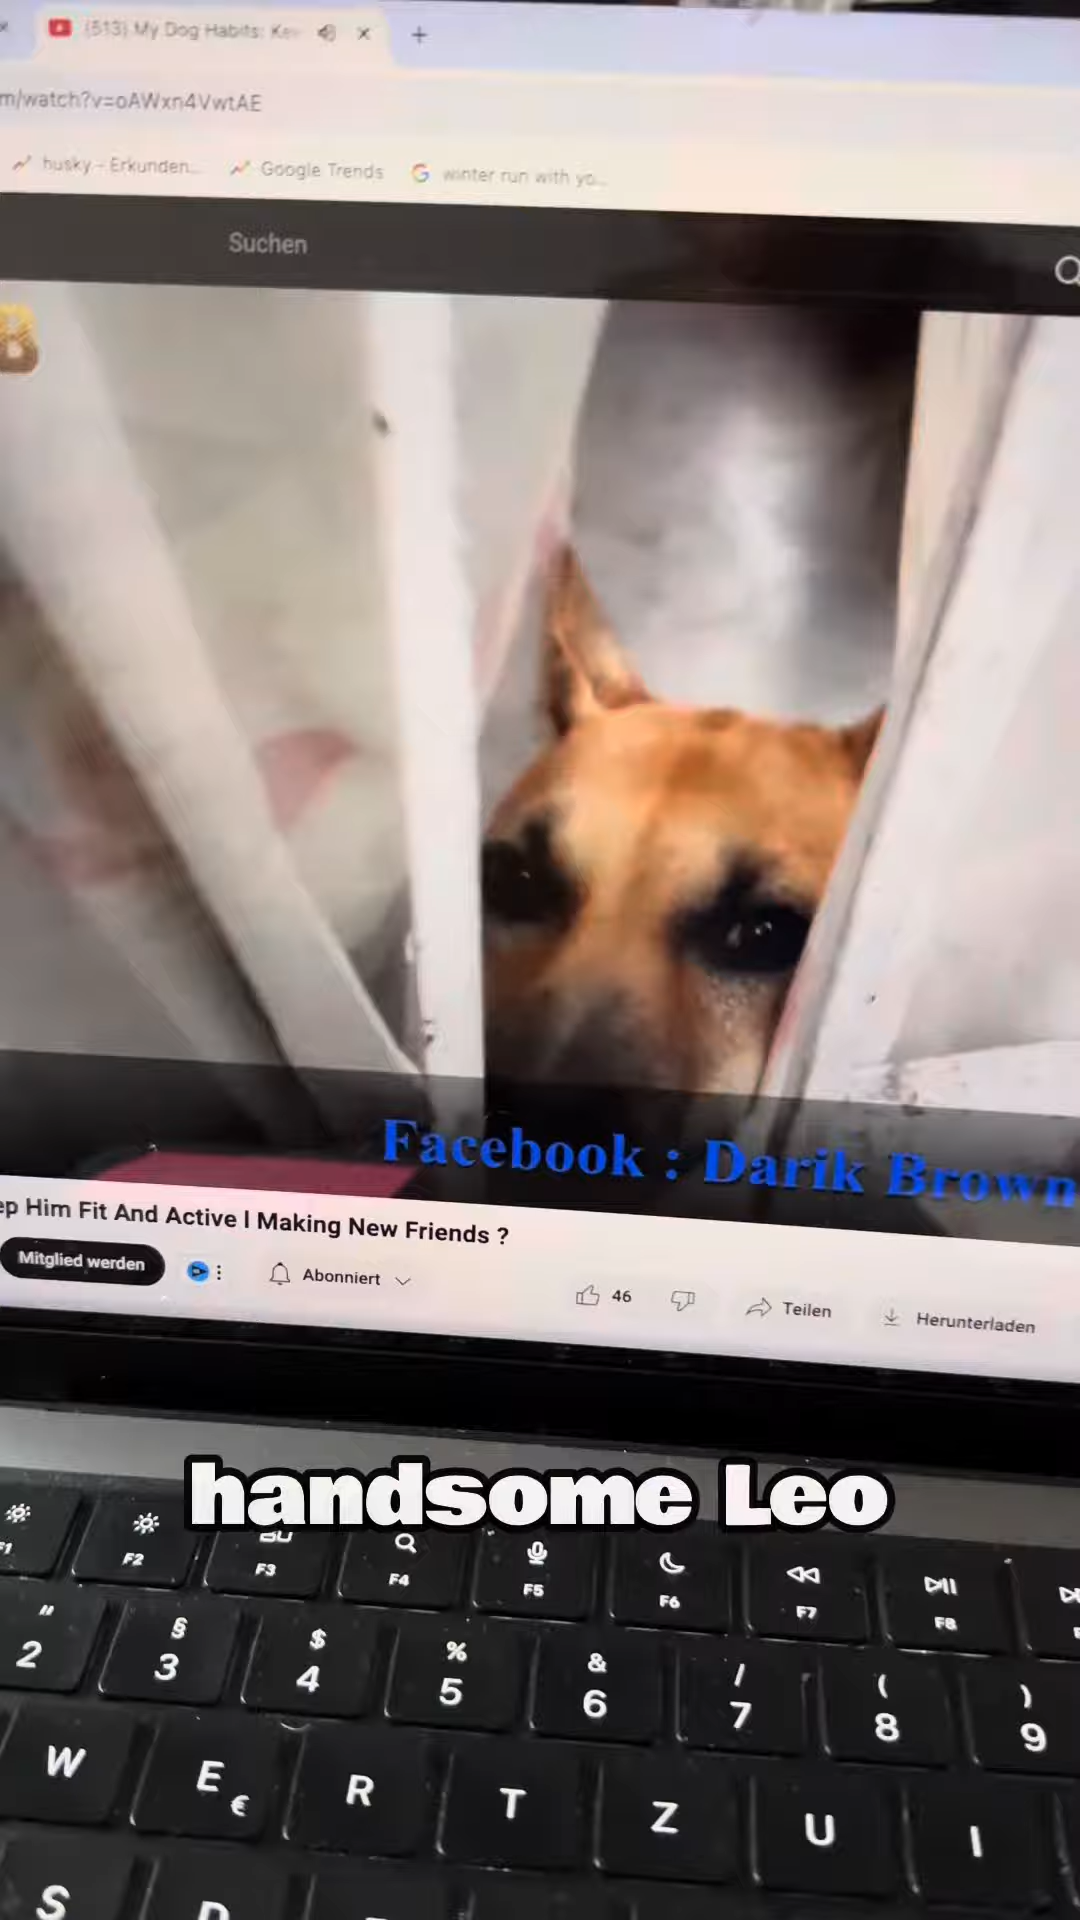 (513) My Dog Habits: Ke
m/watch?v=oAWxn4VwtAE
husky - Erkunden... Google Trends winter run with yo...
Suchen
Facebook : Darik Brown
ep Him Fit And Active I Making New Friends ?
Mitglied werden Abonniert 46 Teilen Herunterladen
handsome Leo
F1 F2 F3 F4 F5 F6 F7 F8
" § $ % & / ( )
2 3 4 5 6 7 8 9
W E € R T Z U I
S D